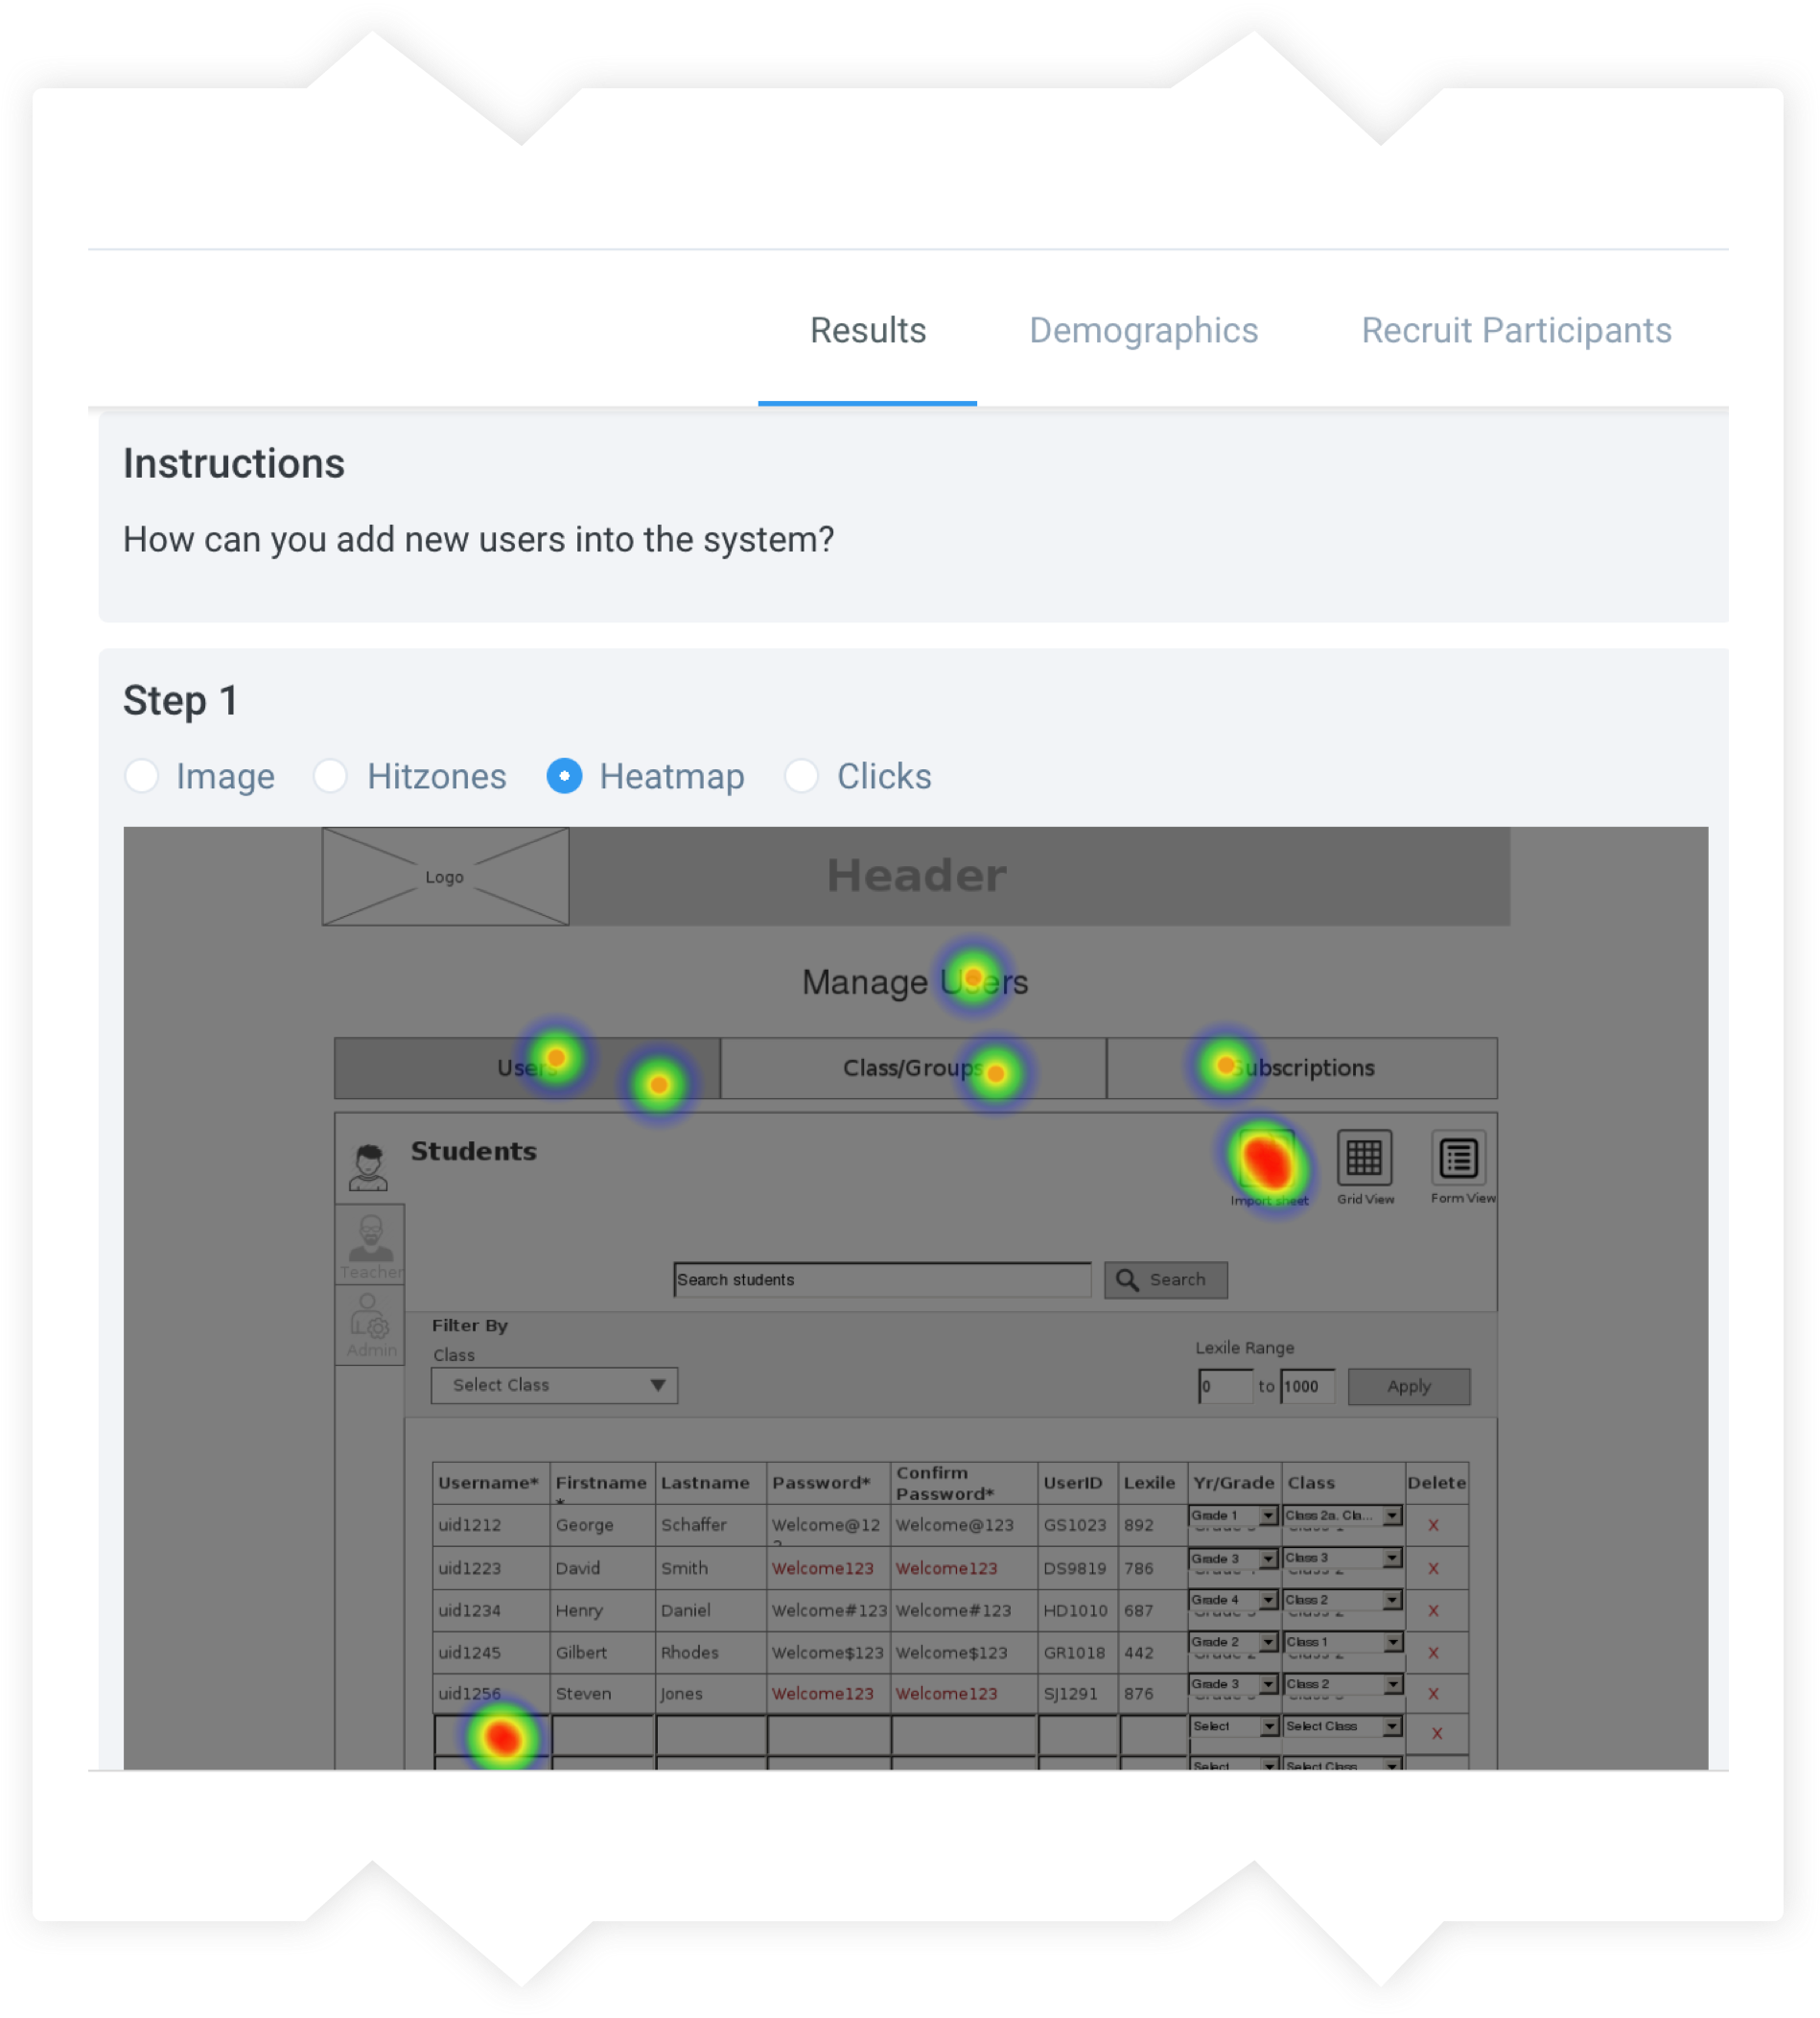 Results Demographics Recruit Participants
Instructions
How can you add new users into the system?
Step 1
Image Hitzones Heatmap Clicks
Logo
Header
Manage Users
Users Class/Groups Subscriptions
Students
Import sheet Grid View Form View
Teacher
Search students Search
Admin
Filter By
Class
Lexile Range
Select Class
0 to 1000 Apply
Username* Firstname* Lastname Password* Confirm Password* UserID Lexile Yr/Grade Class Delete
uid1212 George Schaffer Welcome@12 Welcome@123 GS1023 892 Grade 1 Class 2a. Cla... X
uid1223 David Smith Welcome123 Welcome123 DS9819 786 Grade 3 Class 3 X
uid1234 Henry Daniel Welcome#123 Welcome#123 HD1010 687 Grade 4 Class 2 X
uid1245 Gilbert Rhodes Welcome$123 Welcome$123 GR1018 442 Grade 2 Class 1 X
uid1256 Steven Jones Welcome123 Welcome123 SJ1291 876 Grade 3 Class 2 X
Select Select Class X
Select Select Class